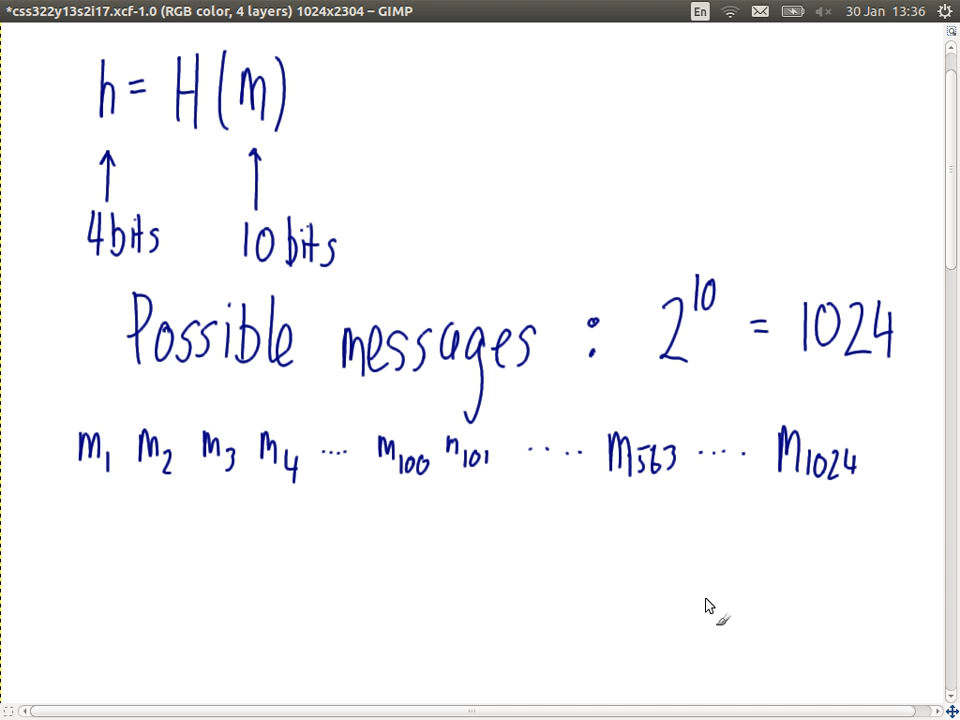 *css322y13s2i17.xcf-1.0 (RGB color, 4 layers) 1024x2304 – GIMP En 30 Jan 13:36
h = H(m)
4 bits 10 bits
Possible messages : 2^10 = 1024
m1 m2 m3 m4 .... m100 m101 ..... m563 .... m1024